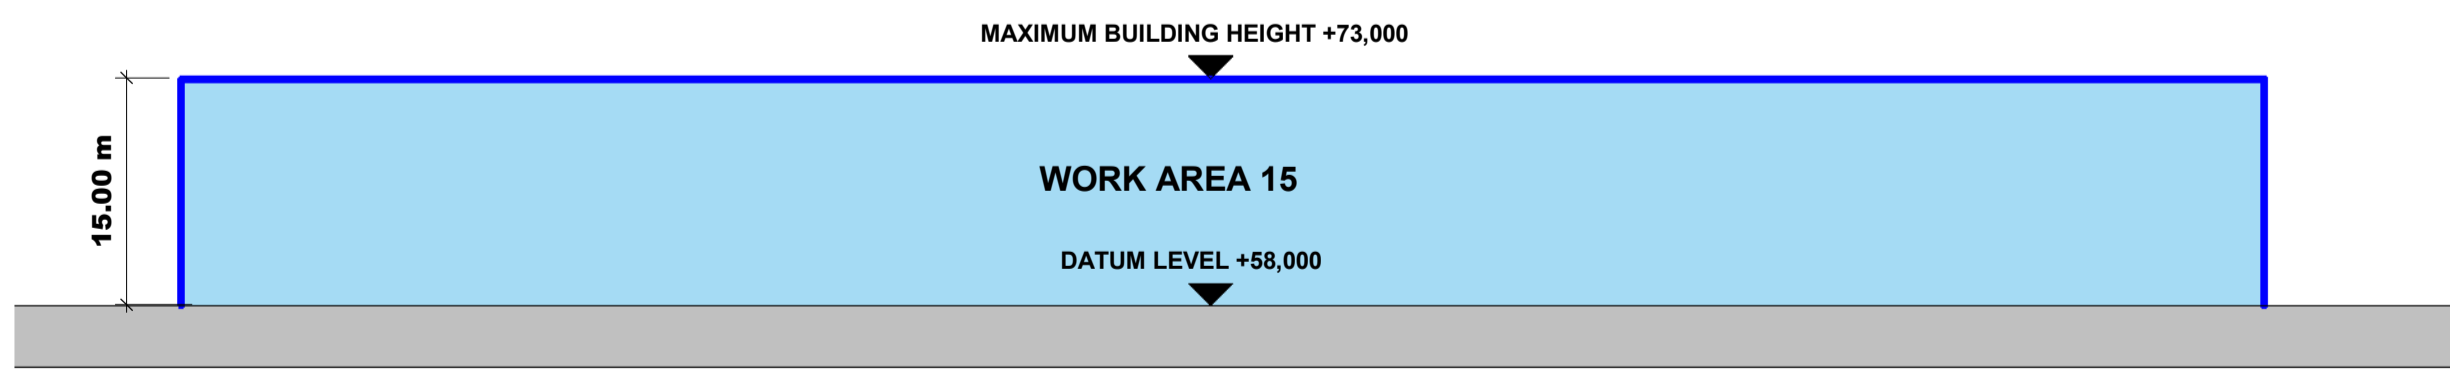 MAXIMUM BUILDING HEIGHT +73,000
15.00 m
WORK AREA 15
DATUM LEVEL +58,000